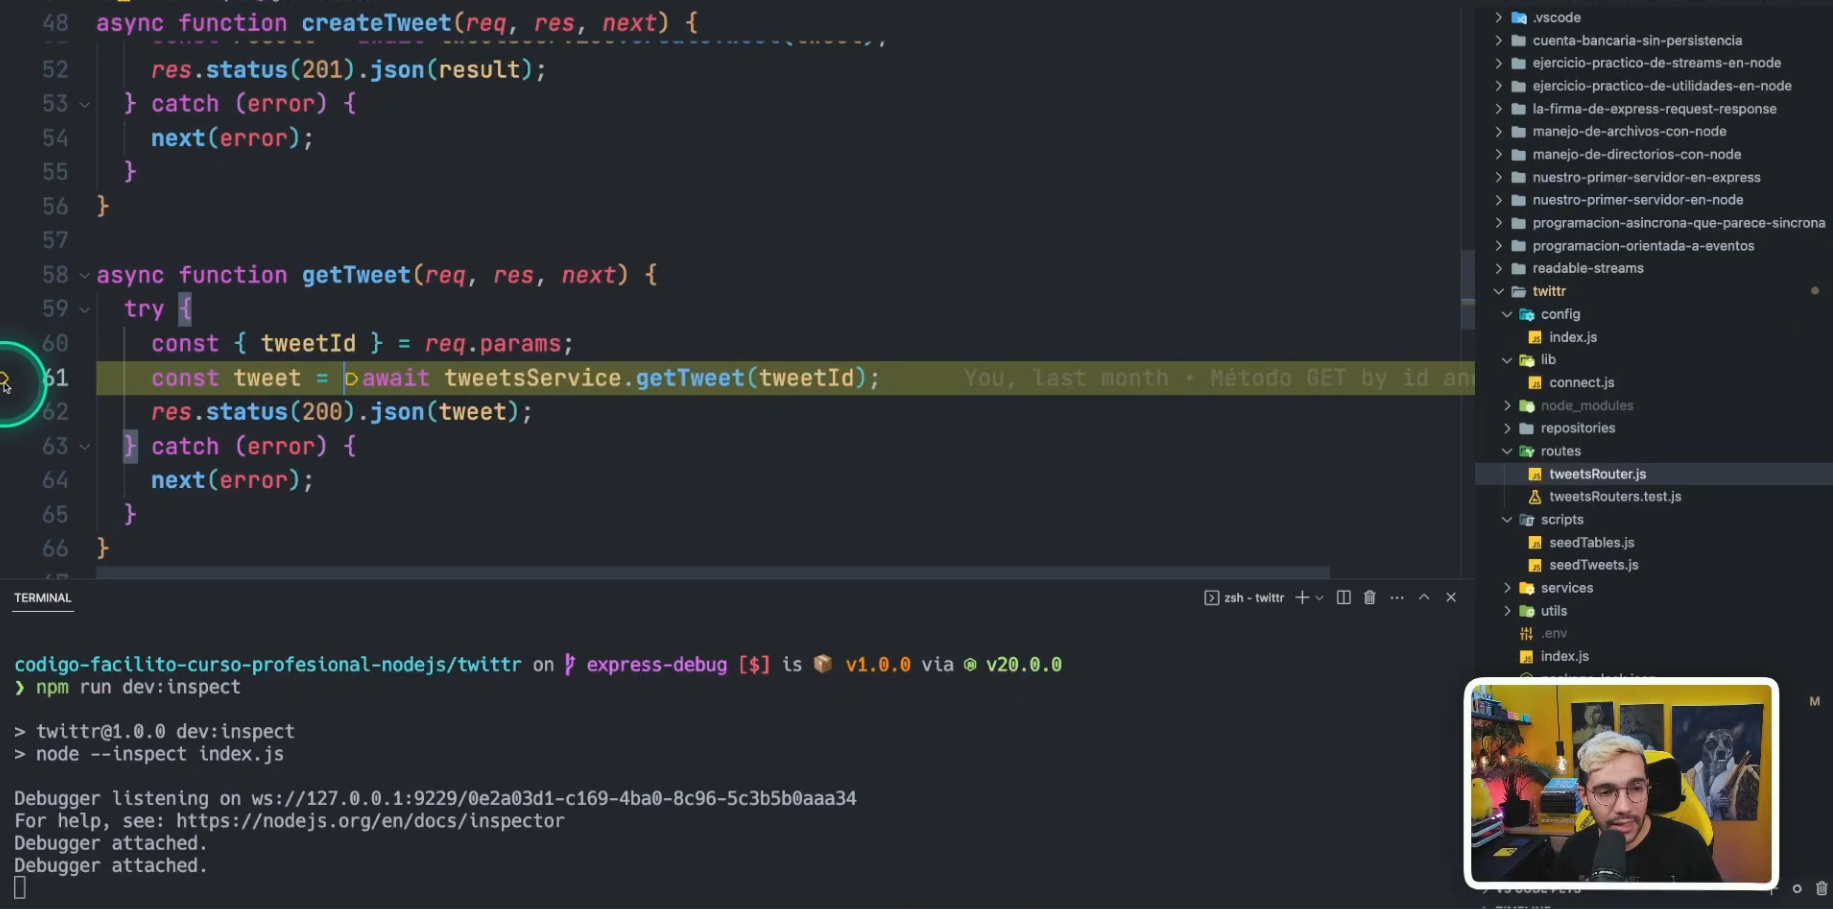 48 async function createTweet(req, res, next) {
52 res.status(201).json(result);
53 } catch (error) {
54 next(error);
55 }
56 }
57
58 async function getTweet(req, res, next) {
59 try {
60 const { tweetId } = req.params;
61 const tweet = await tweetsService.getTweet(tweetId); You, last month • Método GET by id and
62 res.status(200).json(tweet);
63 } catch (error) {
64 next(error);
65 }
66 }
TERMINAL
zsh - twittr
codigo-facilito-curso-profesional-nodejs/twittr on express-debug [$] is 📦 v1.0.0 via v20.0.0
❯ npm run dev:inspect
> twittr@1.0.0 dev:inspect
> node --inspect index.js
Debugger listening on ws://127.0.0.1:9229/0e2a03d1-c169-4ba0-8c96-5c3b5b0aaa34
For help, see: https://nodejs.org/en/docs/inspector
Debugger attached.
Debugger attached.
.vscode
cuenta-bancaria-sin-persistencia
ejercicio-practico-de-streams-en-node
ejercicio-practico-de-utilidades-en-node
la-firma-de-express-request-response
manejo-de-archivos-con-node
manejo-de-directorios-con-node
nuestro-primer-servidor-en-express
nuestro-primer-servidor-en-node
programacion-asincrona-que-parece-sincrona
programacion-orientada-a-eventos
readable-streams
twittr
config
index.js
lib
connect.js
node_modules
repositories
routes
tweetsRouter.js
tweetsRouters.test.js
scripts
seedTables.js
seedTweets.js
services
utils
.env
index.js
M